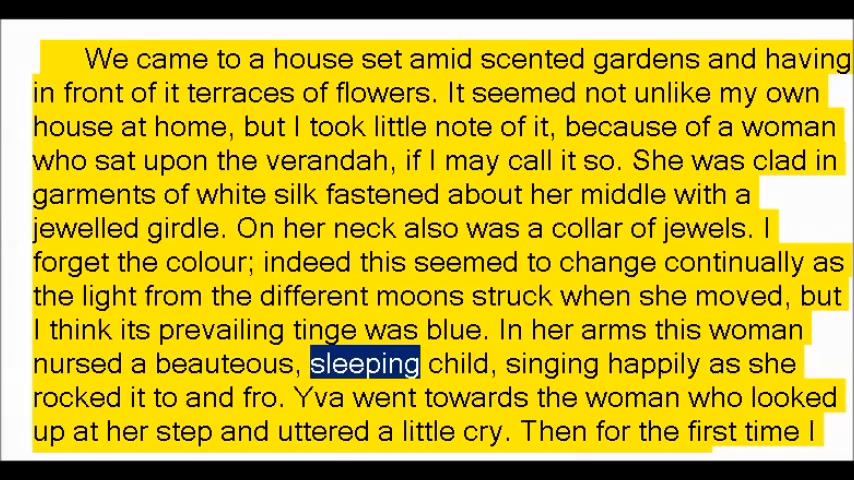 We came to a house set amid scented gardens and having
in front of it terraces of flowers. It seemed not unlike my own
house at home, but I took little note of it, because of a woman
who sat upon the verandah, if I may call it so. She was clad in
garments of white silk fastened about her middle with a
jewelled girdle. On her neck also was a collar of jewels. I
forget the colour; indeed this seemed to change continually as
the light from the different moons struck when she moved, but
I think its prevailing tinge was blue. In her arms this woman
nursed a beauteous, sleeping child, singing happily as she
rocked it to and fro. Yva went towards the woman who looked
up at her step and uttered a little cry. Then for the first time I